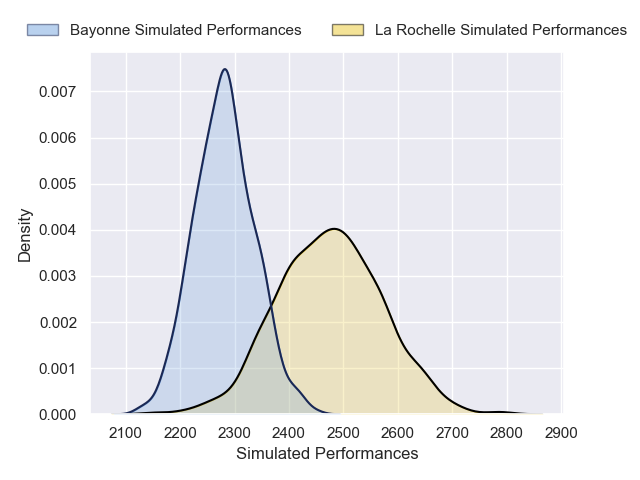 Bayonne Simulated Performances La Rochelle Simulated Performances
0.007
0.006
0.005
0.004
0.003
0.002
0.001
0.000
Density
2100 2200 2300 2400 2500 2600 2700 2800 2900
Simulated Performances